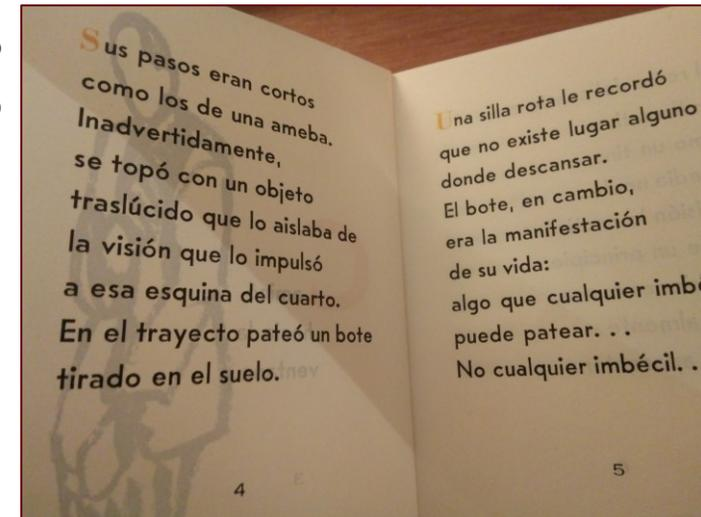 Sus pasos eran cortos
como los de una ameba.
Inadvertidamente,
se topó con un objeto
traslúcido que lo aislaba de
la visión que lo impulsó
a esa esquina del cuarto.
En el trayecto pateó un bote
tirado en el suelo.
4
Una silla rota le recordó
que no existe lugar alguno
donde descansar.
El bote, en cambio,
era la manifestación
de su vida:
algo que cualquier
puede patear. . .
No cualquier imbécil. .
5